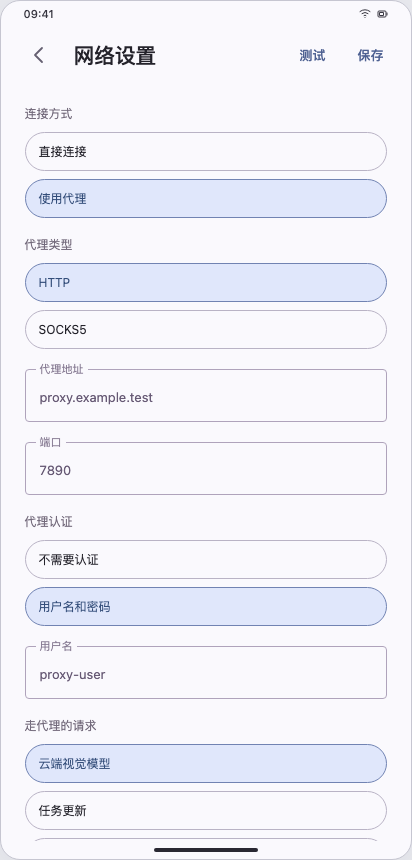 09:41
网络设置
测试
保存
连接方式
直接连接
使用代理
代理类型
HTTP
SOCKS5
代理地址
proxy.example.test
端口
7890
代理认证
不需要认证
用户名和密码
用户名
proxy-user
走代理的请求
云端视觉模型
任务更新